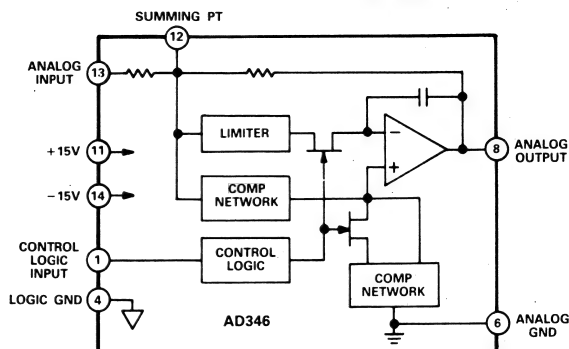 SUMMING PT
12
ANALOG
INPUT
13
LIMITER
−
+
8
ANALOG
OUTPUT
+15V
11
−15V
14
COMP
NETWORK
CONTROL
LOGIC
INPUT
1
CONTROL
LOGIC
COMP
NETWORK
LOGIC GND
4
AD346
6
ANALOG
GND